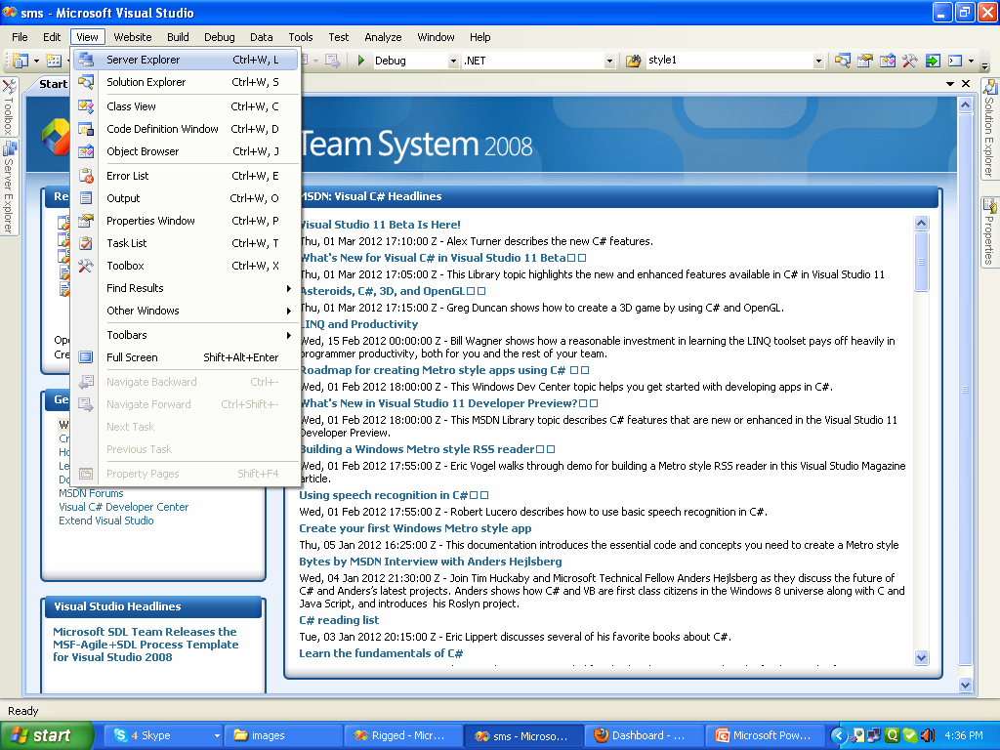 sms - Microsoft Visual Studio
File Edit View Website Build Debug Data Tools Test Analyze Window Help
Debug .NET style1
Server Explorer Ctrl+W, L
Solution Explorer Ctrl+W, S
Class View Ctrl+W, C
Code Definition Window Ctrl+W, D
Object Browser Ctrl+W, J
Error List Ctrl+W, E
Output Ctrl+W, O
Properties Window Ctrl+W, P
Task List Ctrl+W, T
Toolbox Ctrl+W, X
Find Results
Other Windows
Toolbars
Full Screen Shift+Alt+Enter
Navigate Backward Ctrl+-
Navigate Forward Ctrl+Shift+-
Next Task
Previous Task
Property Pages Shift+F4
Toolbox
Server Explorer
Start
Team System 2008
Re
Ope
Cre
Ge
W
Cr
Ho
Le
Do
MSDN Forums
Visual C# Developer Center
Extend Visual Studio
Visual Studio Headlines
Microsoft SDL Team Releases the
MSF-Agile+SDL Process Template
for Visual Studio 2008
MSDN: Visual C# Headlines
Visual Studio 11 Beta Is Here!
Thu, 01 Mar 2012 17:10:00 Z - Alex Turner describes the new C# features.
What's New for Visual C# in Visual Studio 11 Beta□□
Thu, 01 Mar 2012 17:05:00 Z - This Library topic highlights the new and enhanced features available in C# in Visual Studio 11
Asteroids, C#, 3D, and OpenGL□□
Thu, 01 Mar 2012 17:15:00 Z - Greg Duncan shows how to create a 3D game by using C# and OpenGL.
LINQ and Productivity
Wed, 15 Feb 2012 00:00:00 Z - Bill Wagner shows how a reasonable investment in learning the LINQ toolset pays off heavily in
programmer productivity, both for you and the rest of your team.
Roadmap for creating Metro style apps using C# □□
Wed, 01 Feb 2012 18:00:00 Z - This Windows Dev Center topic helps you get started with developing apps in C#.
What's New in Visual Studio 11 Developer Preview?□□
Wed, 01 Feb 2012 18:00:00 Z - This MSDN Library topic describes C# features that are new or enhanced in the Visual Studio 11
Developer Preview.
Building a Windows Metro style RSS reader□□
Wed, 01 Feb 2012 17:55:00 Z - Eric Vogel walks through demo for building a Metro style RSS reader in this Visual Studio Magazine
article.
Using speech recognition in C#□□
Wed, 01 Feb 2012 17:55:00 Z - Robert Lucero describes how to use basic speech recognition in C#.
Create your first Windows Metro style app
Thu, 05 Jan 2012 16:25:00 Z - This documentation introduces the essential code and concepts you need to create a Metro style
Bytes by MSDN Interview with Anders Hejlsberg
Wed, 04 Jan 2012 21:30:00 Z - Join Tim Huckaby and Microsoft Technical Fellow Anders Hejlsberg as they discuss the future of
C# and Anders's latest projects. Anders shows how C# and VB are first class citizens in the Windows 8 universe along with C and
Java Script, and introduces his Roslyn project.
C# reading list
Tue, 03 Jan 2012 20:15:00 Z - Eric Lippert discusses several of his favorite books about C#.
Learn the fundamentals of C#
Solution Explorer
Properties
Ready
start 4 Skype images Rigged - Micr... sms - Microso... Dashboard - ... Microsoft Pow... 4:36 PM